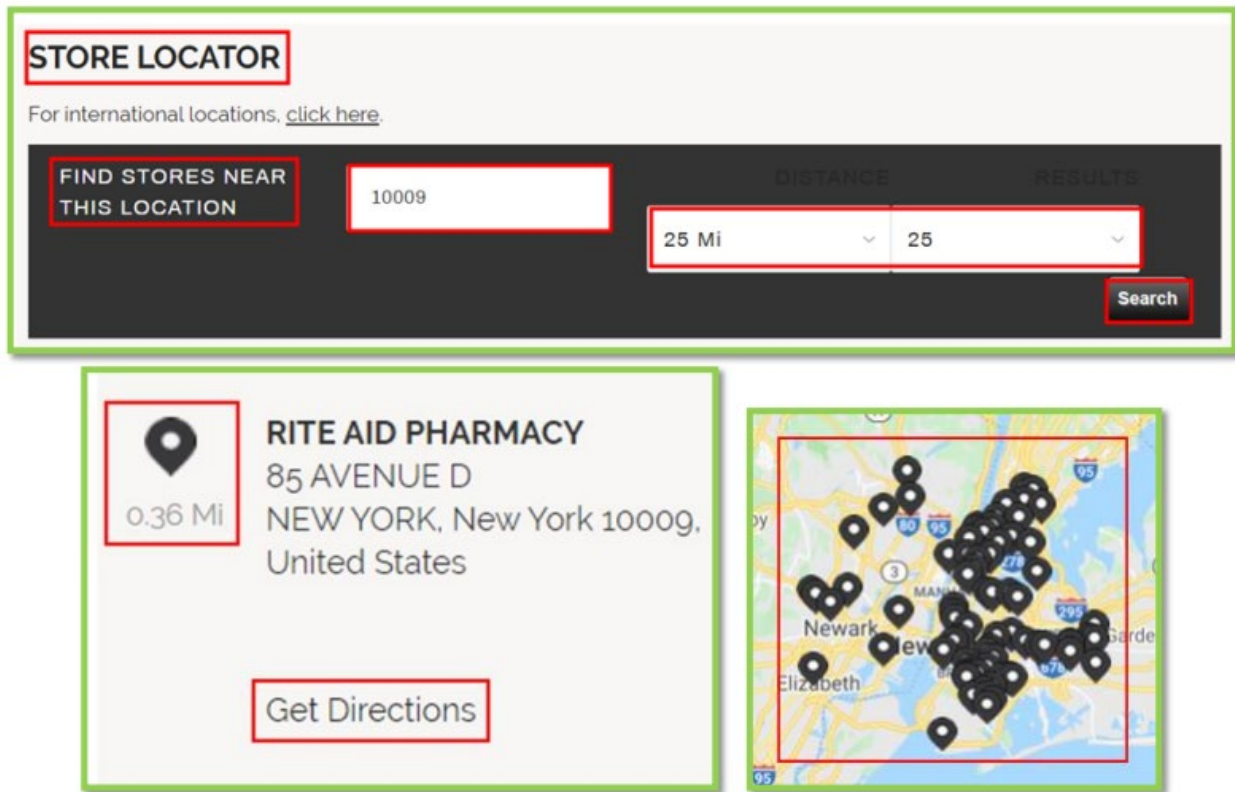 STORE LOCATOR
For international locations, click here.
FIND STORES NEAR
THIS LOCATION
10009
DISTANCE
RESULTS
25 Mi
25
Search
0.36 Mi
RITE AID PHARMACY
85 AVENUE D
NEW YORK, New York 10009,
United States
Get Directions
95
80
95
3
278
295
Newark
Elizabeth
678
95